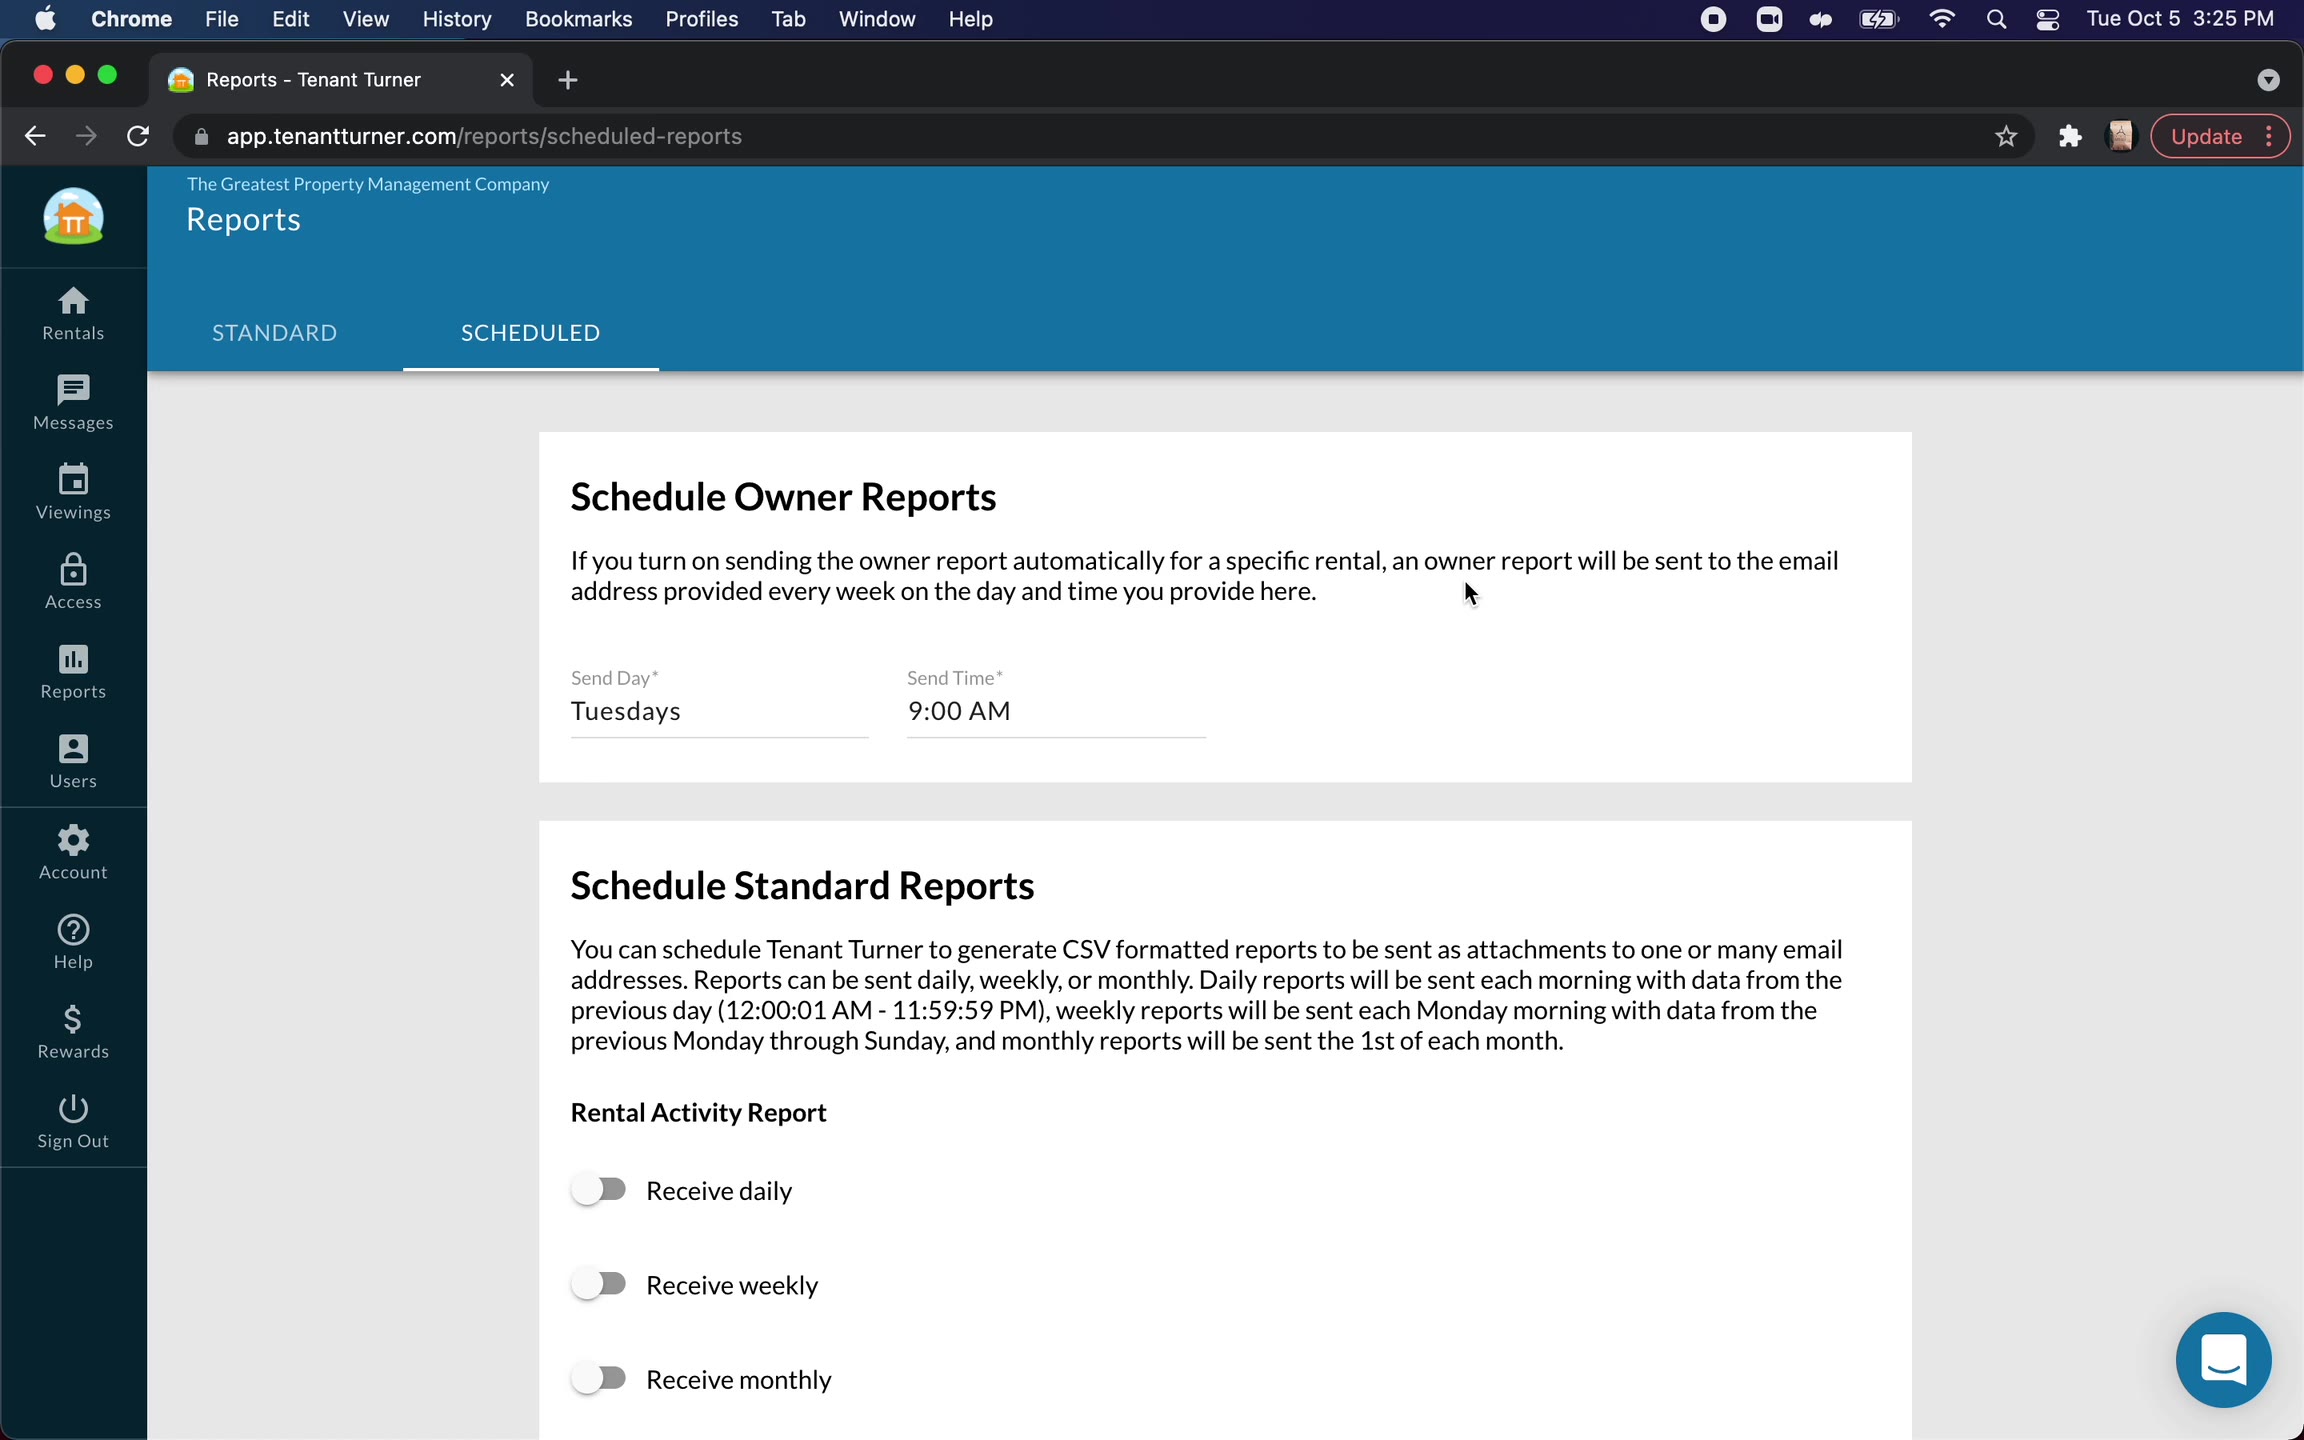 Chrome File Edit View History Bookmarks Profiles Tab Window Help Tue Oct 5 3:25 PM
Reports - Tenant Turner
app.tenantturner.com/reports/scheduled-reports Update
The Greatest Property Management Company
Reports
STANDARD SCHEDULED
Rentals
Messages
Viewings
Access
Reports
Users
Account
Help
Rewards
Sign Out
Schedule Owner Reports
If you turn on sending the owner report automatically for a specific rental, an owner report will be sent to the email
address provided every week on the day and time you provide here.
Send Day* Send Time*
Tuesdays 9:00 AM
Schedule Standard Reports
You can schedule Tenant Turner to generate CSV formatted reports to be sent as attachments to one or many email
addresses. Reports can be sent daily, weekly, or monthly. Daily reports will be sent each morning with data from the
previous day (12:00:01 AM - 11:59:59 PM), weekly reports will be sent each Monday morning with data from the
previous Monday through Sunday, and monthly reports will be sent the 1st of each month.
Rental Activity Report
Receive daily
Receive weekly
Receive monthly